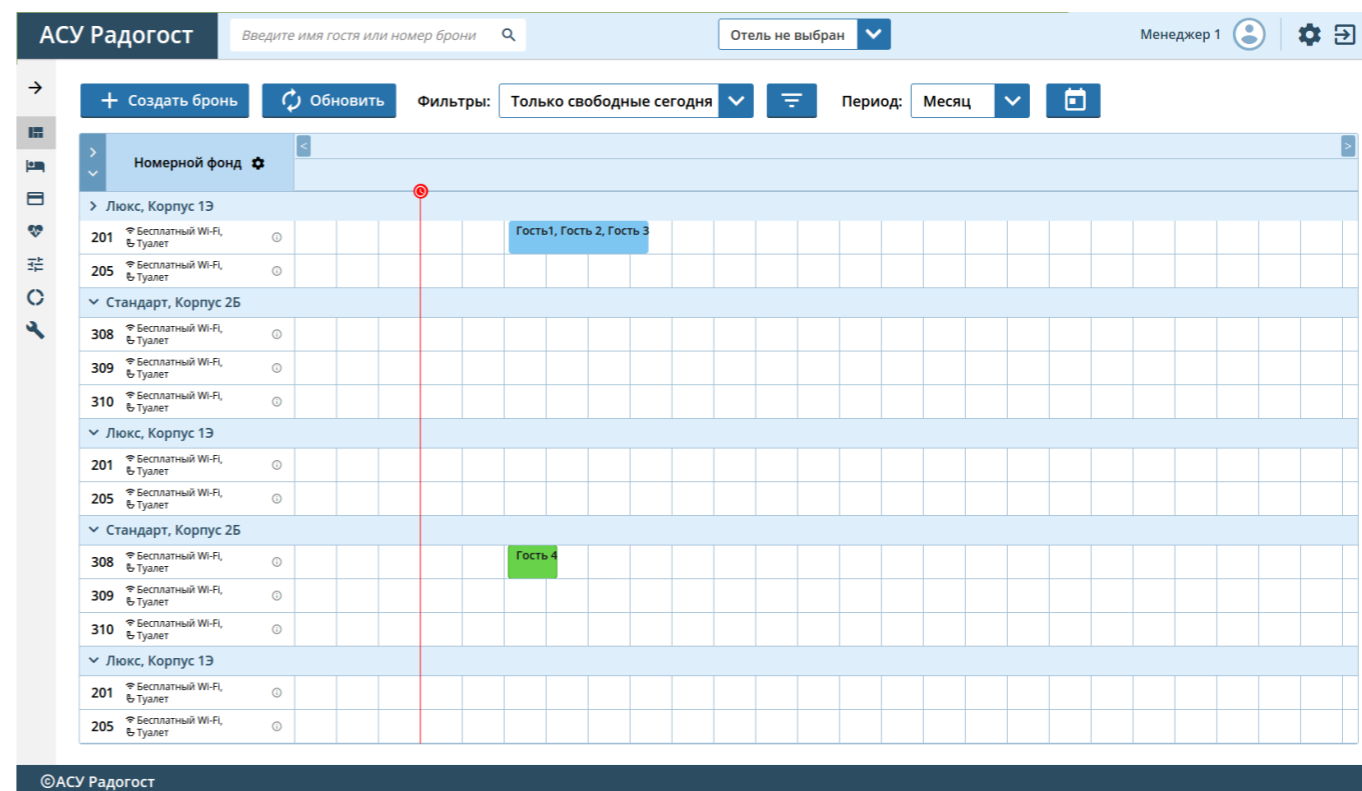 АСУ Радогост
Введите имя гостя или номер брони
Отель не выбран
Менеджер 1
Создать бронь
Обновить
Фильтры:
Только свободные сегодня
Период:
Месяц
Номерной фонд
<
>
Люкс, Корпус 1Э
201 Бесплатный Wi-Fi,
Туалет
Гость1, Гость 2, Гость 3
205 Бесплатный Wi-Fi,
Туалет
Стандарт, Корпус 2Б
308 Бесплатный Wi-Fi,
Туалет
309 Бесплатный Wi-Fi,
Туалет
310 Бесплатный Wi-Fi,
Туалет
Люкс, Корпус 1Э
201 Бесплатный Wi-Fi,
Туалет
205 Бесплатный Wi-Fi,
Туалет
Стандарт, Корпус 2Б
308 Бесплатный Wi-Fi,
Туалет
Гость 4
309 Бесплатный Wi-Fi,
Туалет
310 Бесплатный Wi-Fi,
Туалет
Люкс, Корпус 1Э
201 Бесплатный Wi-Fi,
Туалет
205 Бесплатный Wi-Fi,
Туалет
©АСУ Радогост